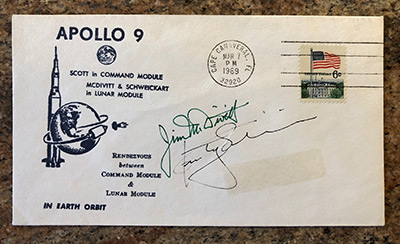 APOLLO 9
SCOTT in COMMAND MODULE
MCDIVITT & SCHWEICKART
in LUNAR MODULE
RENDEZVOUS
between
COMMAND MODULE
&
LUNAR MODULE
IN EARTH ORBIT
CAPE CANAVERAL, FL
MAR 3
PM
1969
32920
6c
Jim McDivitt